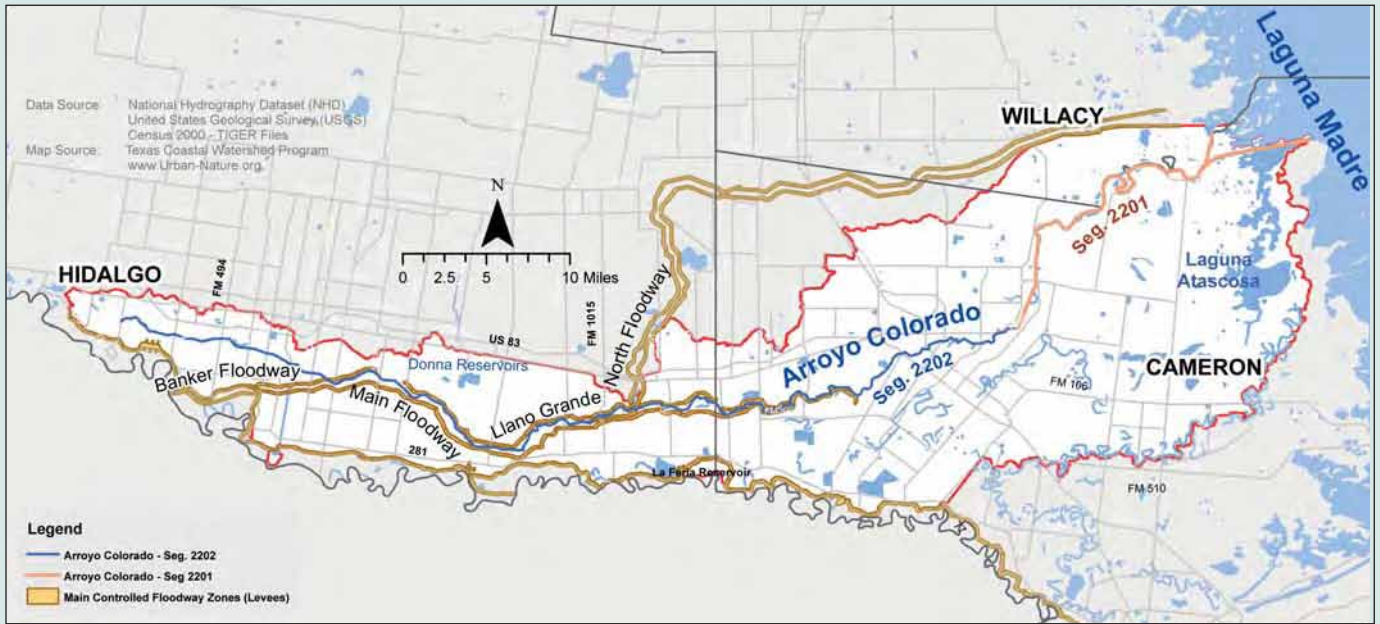 Laguna Madre
Data Source: National Hydrography Dataset (NHD)
United States Geological Survey (USGS)
Census 2000 - TIGER Files
Map Source: Texas Coastal Watershed Program
www.Urban-Nature.org
WILLACY
N
0 2.5 5 10 Miles
Seg. 2201
HIDALGO
FM 494
US 83
FM 1015
North Floodway
Laguna
Atascosa
Arroyo Colorado
Seg. 2202
Donna Reservoirs
Banker Floodway
Main Floodway
Llano Grande
CAMERON
FM 106
281
La Feria Reservoir
FM 510
Legend
Arroyo Colorado - Seg. 2202
Arroyo Colorado - Seg 2201
Main Controlled Floodway Zones (Levees)